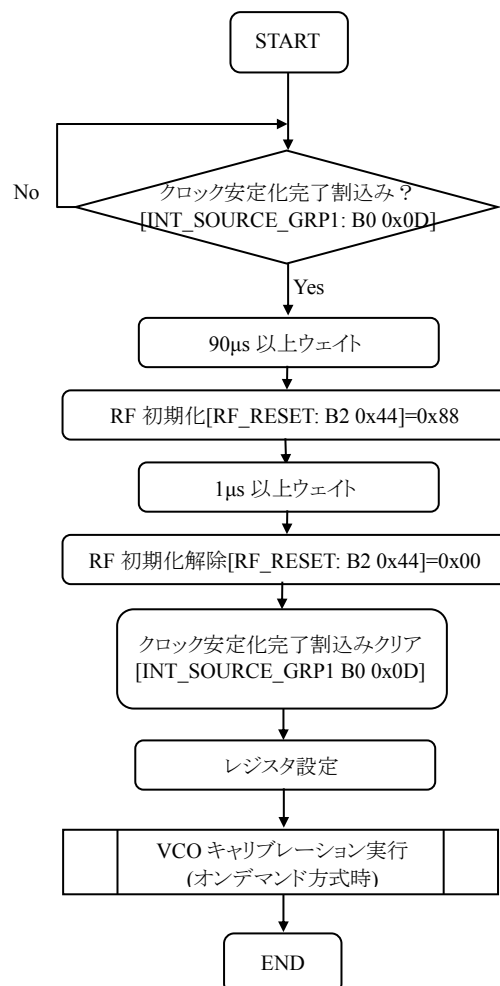 START
No
クロック安定化完了割込み?
[INT_SOURCE_GRP1: B0 0x0D]
Yes
90μs 以上ウェイト
RF 初期化[RF_RESET: B2 0x44]=0x88
1μs 以上ウェイト
RF 初期化解除[RF_RESET: B2 0x44]=0x00
クロック安定化完了割込みクリア
[INT_SOURCE_GRP1 B0 0x0D]
レジスタ設定
VCO キャリブレーション実行
(オンデマンド方式時)
END